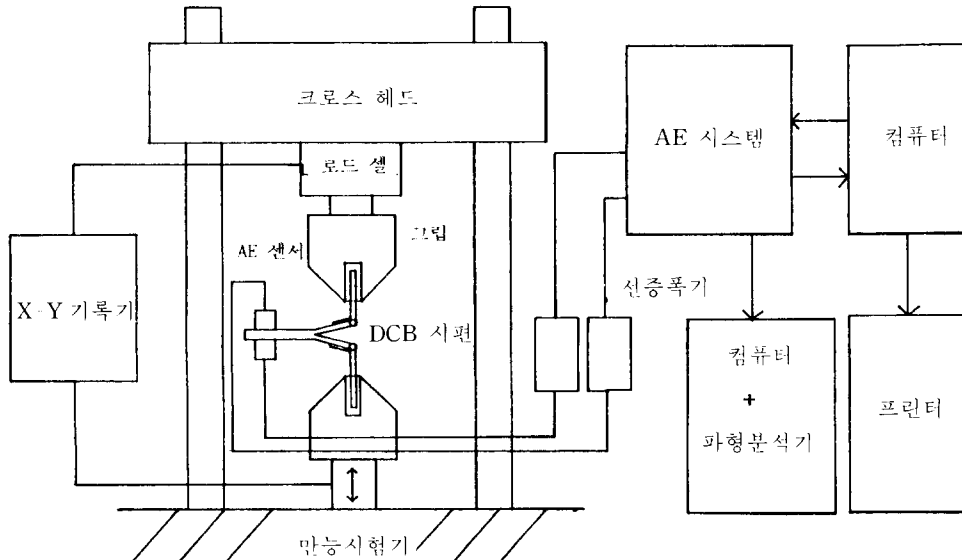 크로스 헤드
로드 셀
그립
AE 센서
X-Y 기록기
DCB 시편
만능시험기
AE 시스템
컴퓨터
선증폭기
컴퓨터
+
파형분석기
프린터